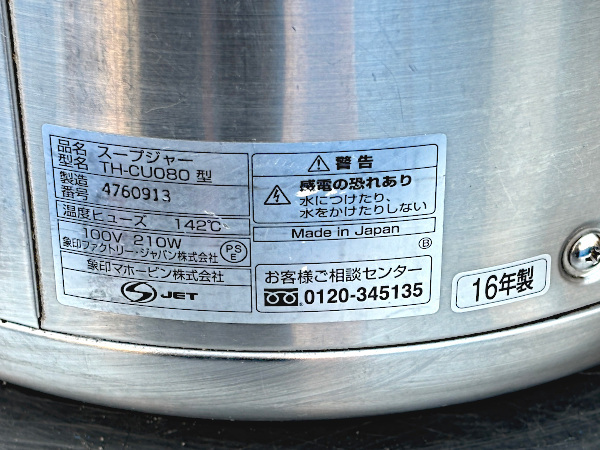 品名 スープジャー
型名 TH-CU080 型
製造番号 4760913
温度ヒューズ 142℃
100V 210W
象印ファクトリー・ジャパン株式会社
PSE
象印マホービン株式会社
S JET
警告
感電の恐れあり
水につけたり、
水をかけたりしない
Made in Japan
B
お客様ご相談センター
0120-345135
16年製